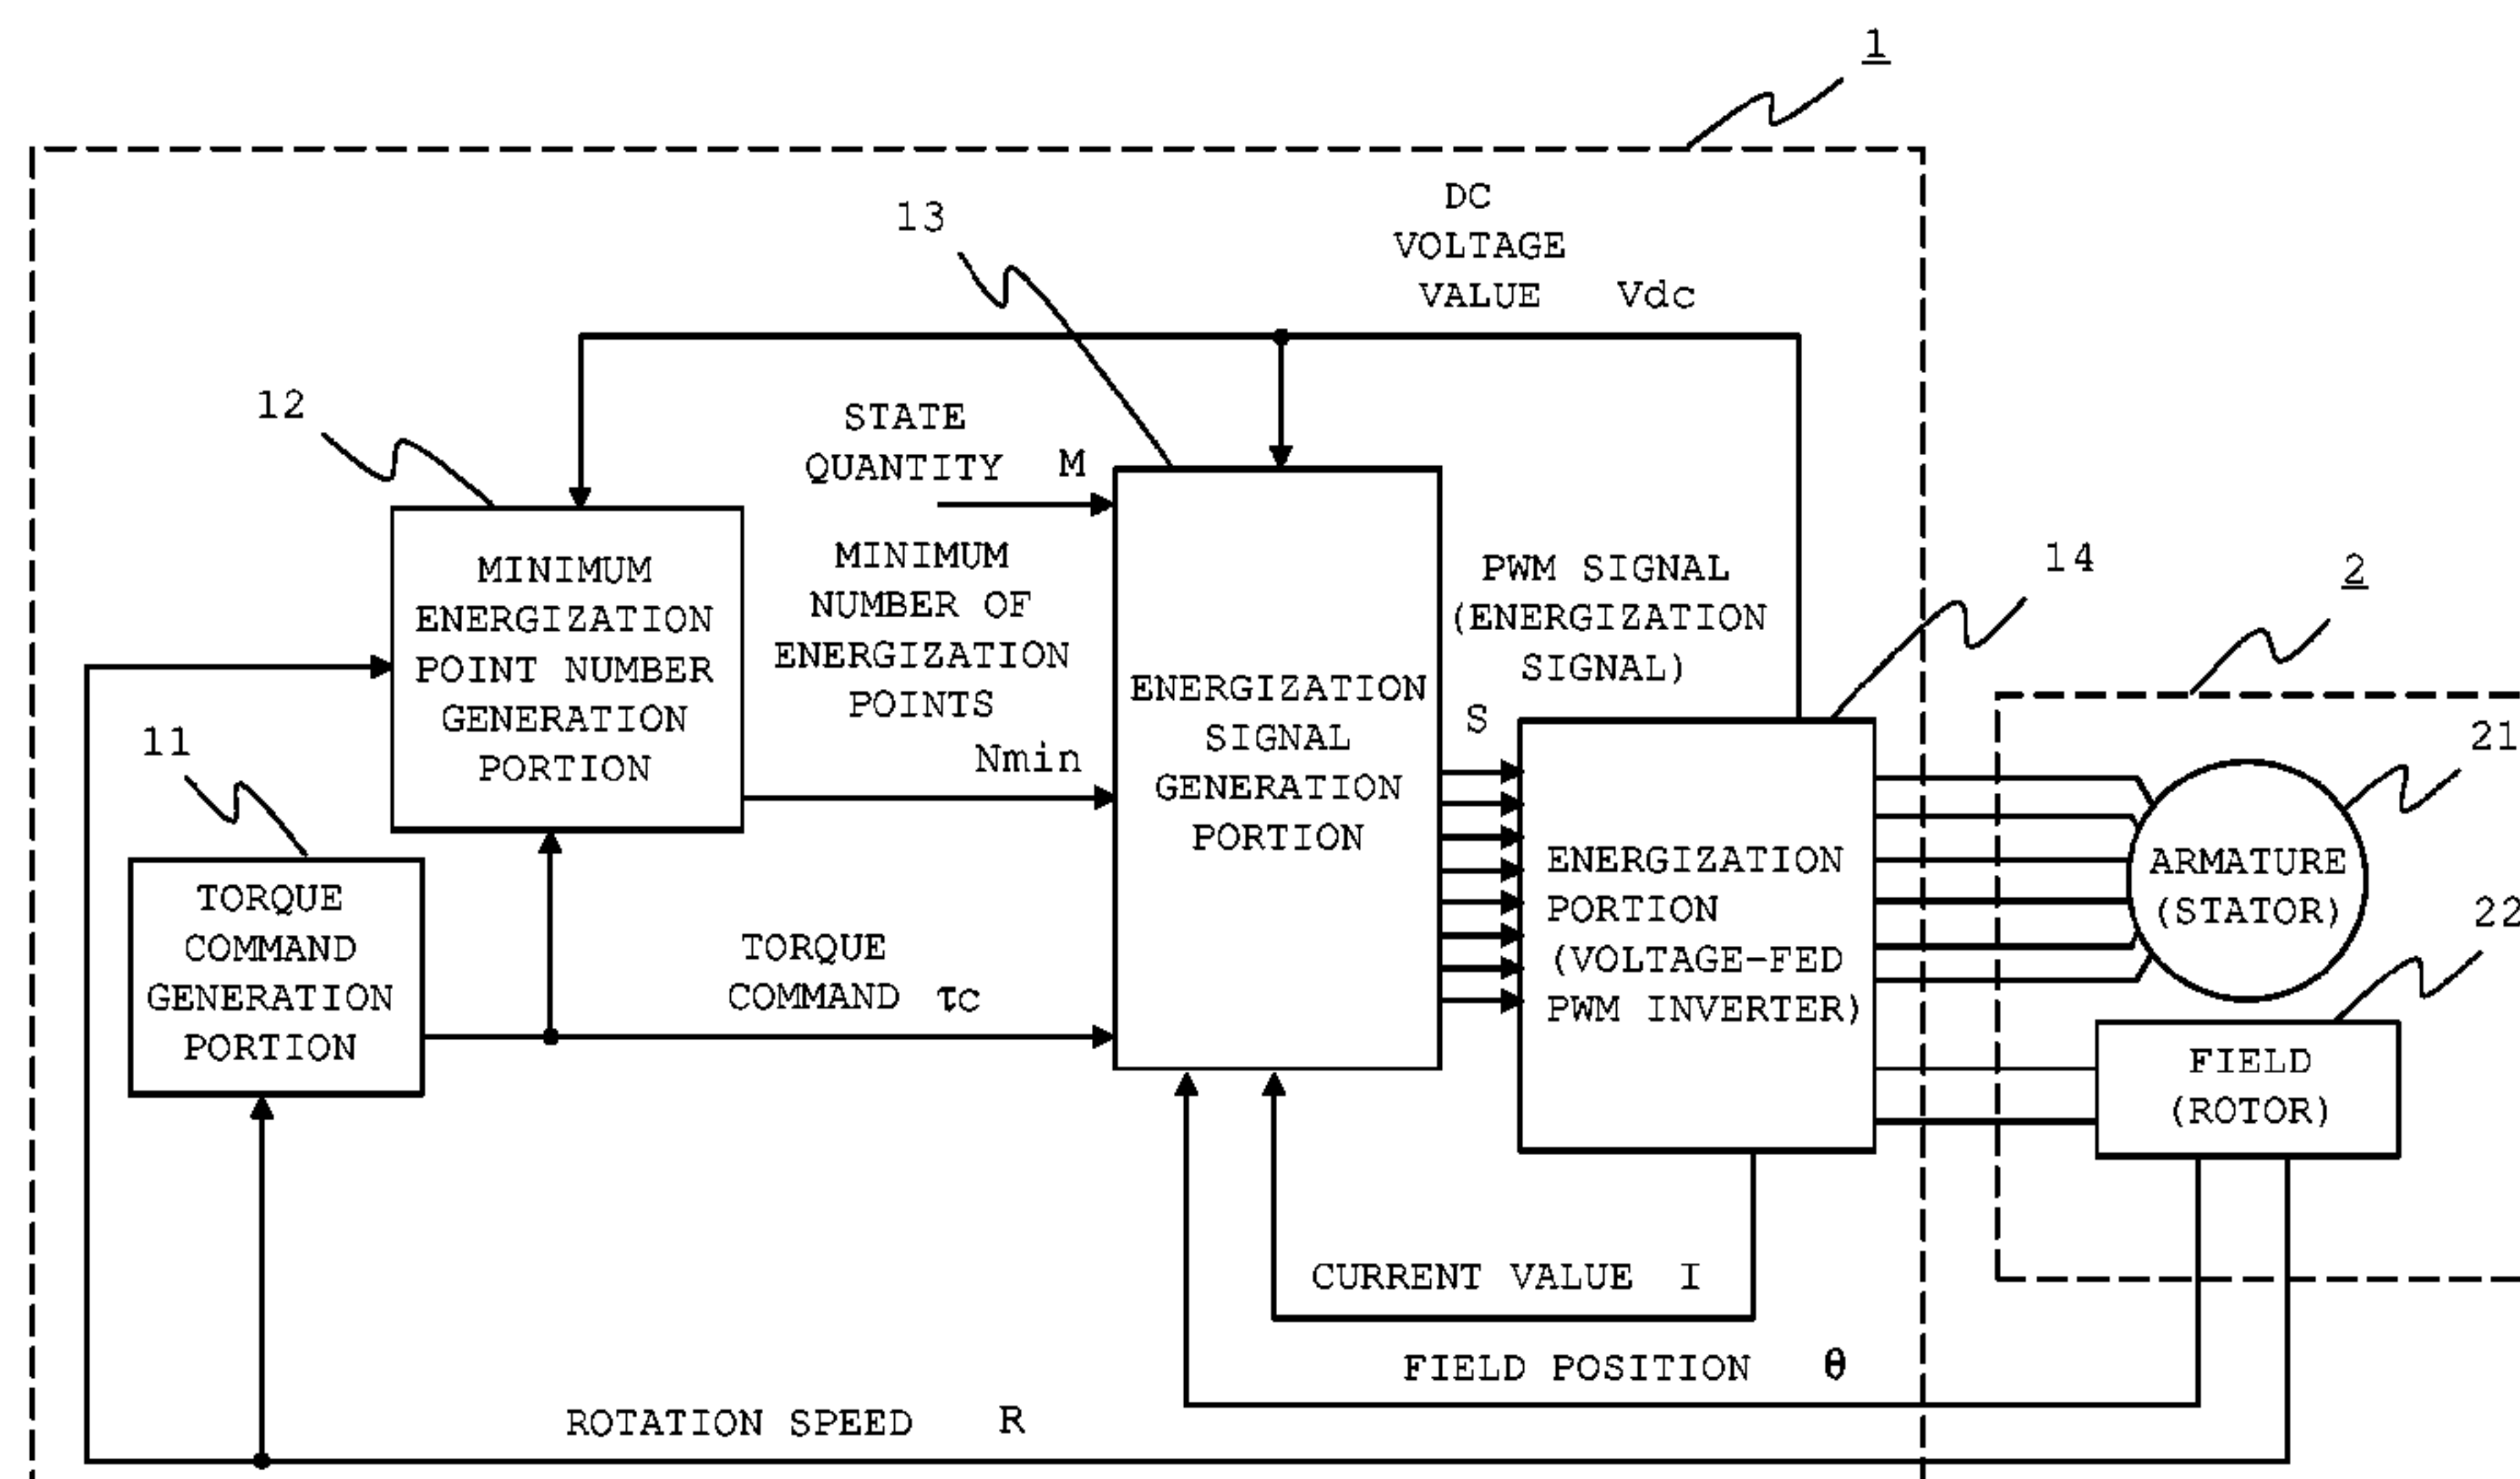 1
DC
VOLTAGE
VALUE Vdc
13
12
STATE
QUANTITY M
MINIMUM
ENERGIZATION
POINT NUMBER
GENERATION
PORTION
MINIMUM
NUMBER OF
ENERGIZATION
POINTS
Nmin
ENERGIZATION
SIGNAL
GENERATION
PORTION
PWM SIGNAL
(ENERGIZATION
SIGNAL)
S
14
2
11
TORQUE
COMMAND
GENERATION
PORTION
TORQUE
COMMAND τc
ENERGIZATION
PORTION
(VOLTAGE-FED
PWM INVERTER)
21
ARMATURE
(STATOR)
22
FIELD
(ROTOR)
CURRENT VALUE I
FIELD POSITION θ
ROTATION SPEED R